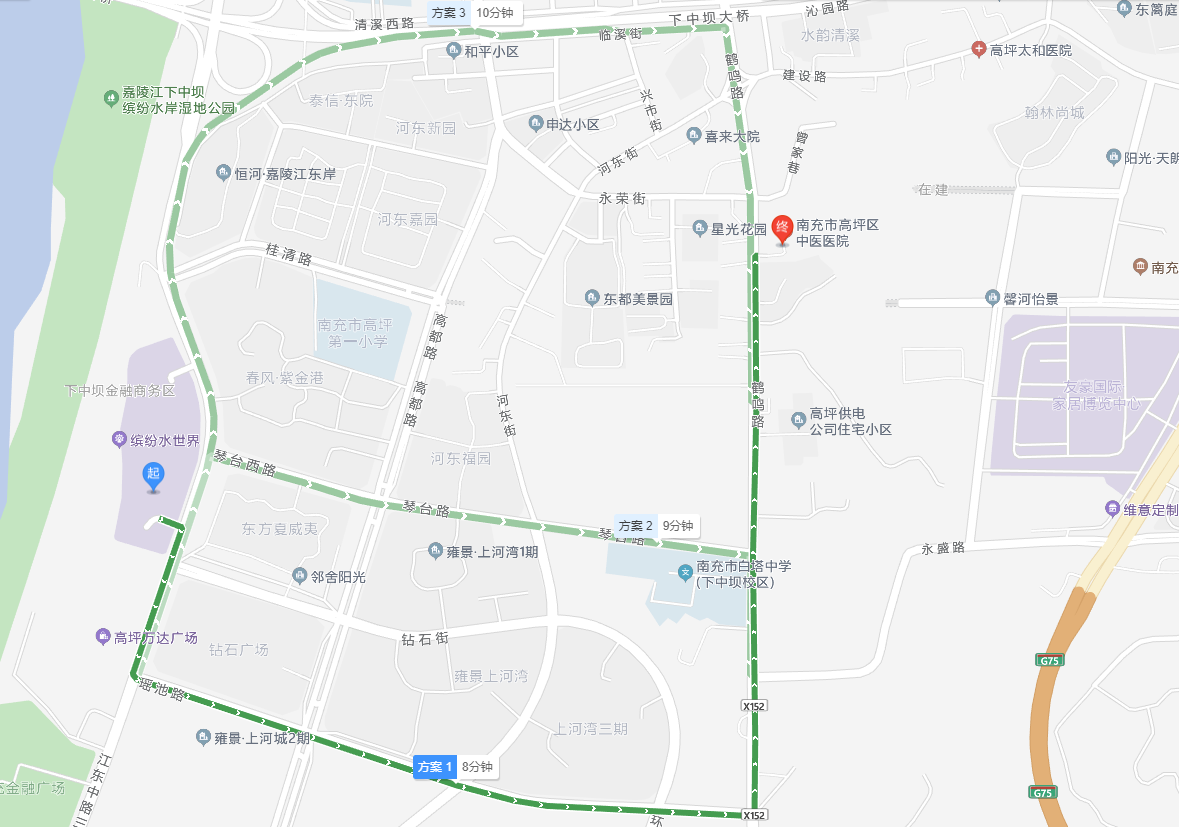 方案 3 10分钟
清溪西路
下中坝大桥
沁园路
东篱庭
临溪街
水韵清溪
和平小区
高坪太和医院
鹤鸣路
建设路
嘉陵江下中坝
缤纷水岸湿地公园
泰信·东院
兴市街
翰林尚城
河东新园
申达小区
喜来大院
曾家巷
阳光·天朗
恒河·嘉陵江东岸
河东街
在建
永荣街
河东嘉园
星光花园
终
南充市高坪区
中医医院
桂清路
南充
东都美景园
馨河怡景
南充市高坪
第一小学
高都路
春风·紫金港
下中坝金融商务区
高都路
河东街
鹤鸣路
友豪国际
家居博览中心
高坪供电
公司住宅小区
缤纷水世界
琴台西路
河东福园
起
琴台路
维意定制
东方夏威夷
方案 2 9分钟
琴台路
雍景·上河湾1期
永盛路
邻舍阳光
南充市白塔中学
(下中坝校区)
高坪万达广场
钻石广场
钻石街
G75
雍景上河湾
瑶池路
X152
雍景·上河城2期
上河湾三期
方案 1 8分钟
江东中路三
金融广场
G75
X152
环